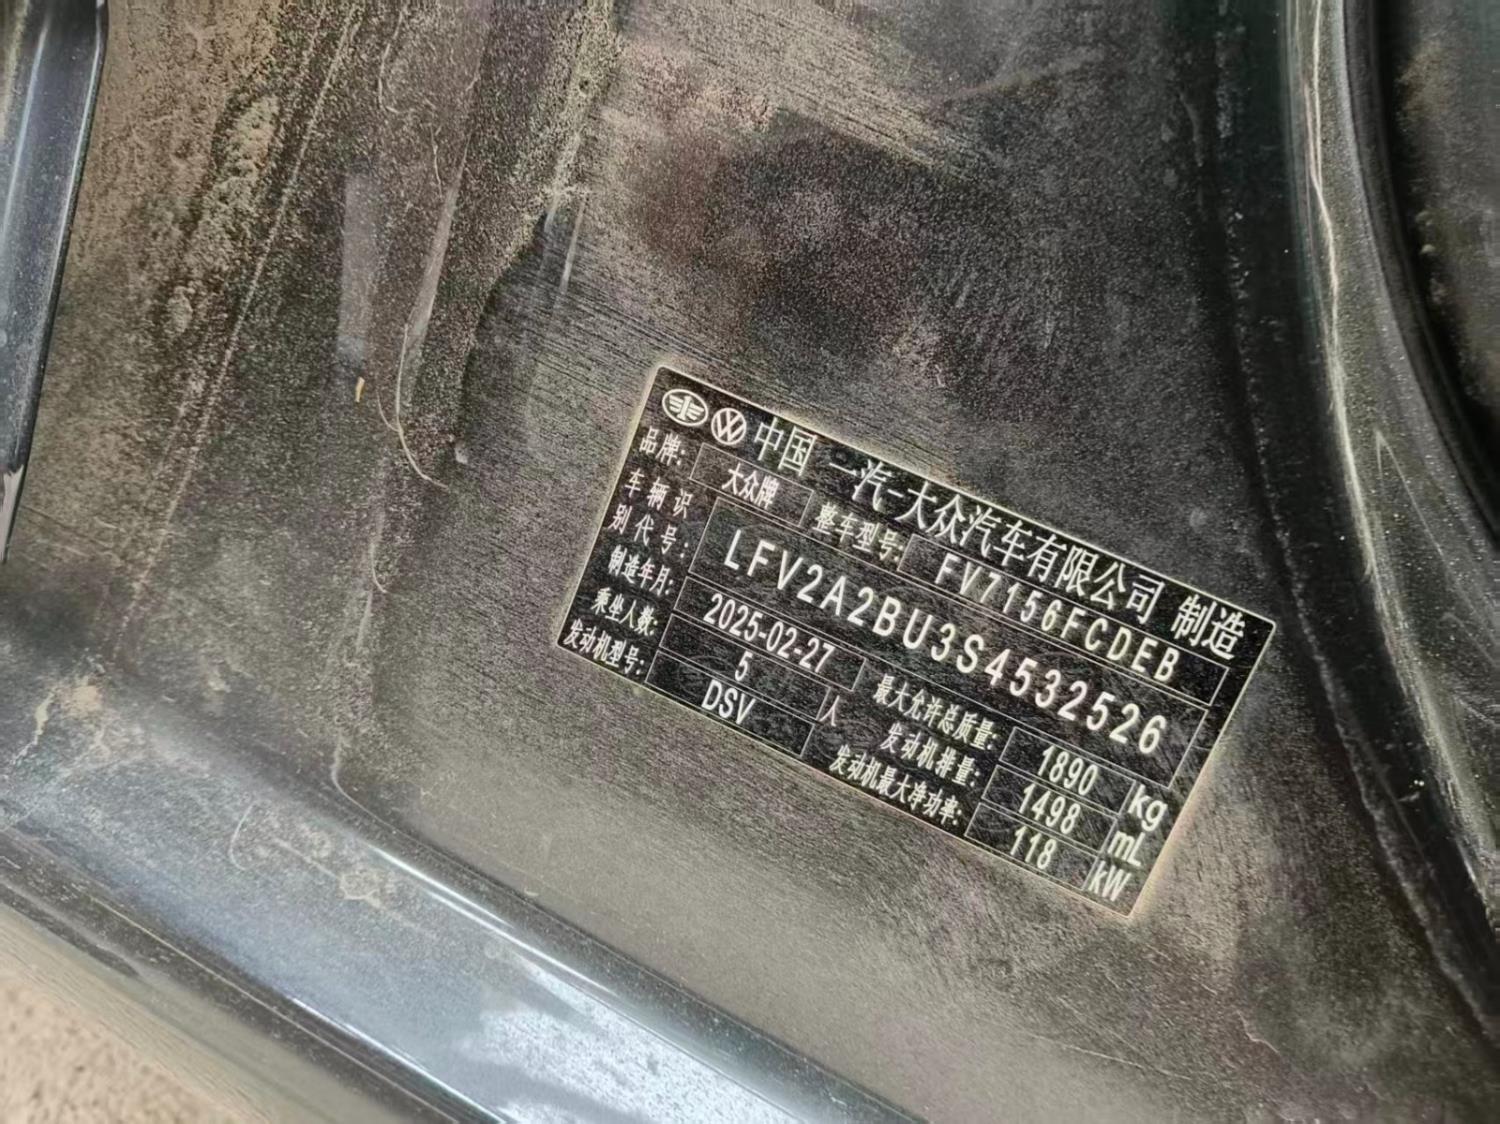 中国 一汽-大众汽车有限公司 制造
品牌: 大众牌 整车型号: FV7156FCDEB
车辆识别代号: LFV2A2BU3S4532526
制造年月: 2025-02-27 最大允许总质量: 1890 kg
乘坐人数: 5 人 发动机排量: 1498 mL
发动机型号: DSV 发动机最大净功率: 118 kW